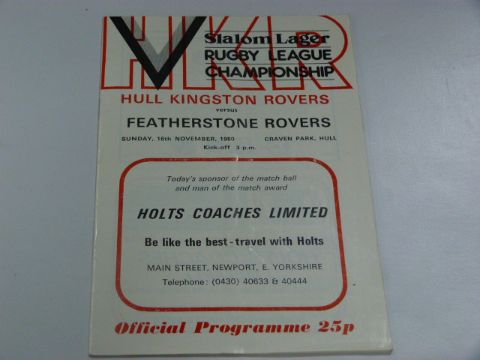 HKR
Slalom Lager
RUGBY LEAGUE
CHAMPIONSHIP
HULL KINGSTON ROVERS
versus
FEATHERSTONE ROVERS
SUNDAY, 16th NOVEMBER, 1980 CRAVEN PARK, HULL
Kick-off 3 p.m.
Today's sponsor of the match ball
and man of the match award
HOLTS COACHES LIMITED
Be like the best - travel with Holts
MAIN STREET, NEWPORT, E. YORKSHIRE
Telephone: (0430) 40633 & 40444
Official Programme 25p